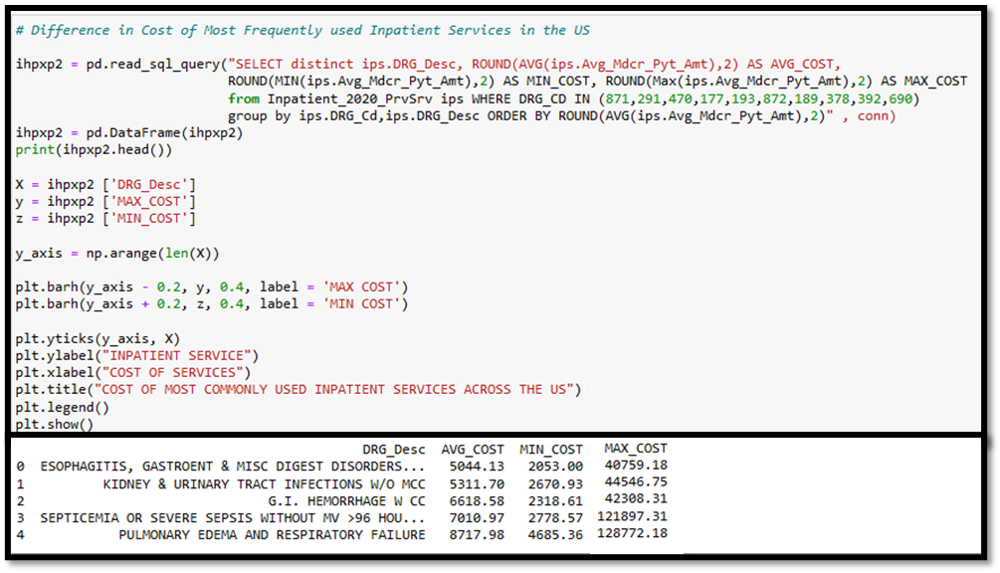 # Difference in Cost of Most Frequently used Inpatient Services in the US
ihpxp2 = pd.read_sql_query("SELECT distinct ips.DRG_Desc, ROUND(AVG(ips.Avg_Mdcr_Pyt_Amt),2) AS AVG_COST,
ROUND(MIN(ips.Avg_Mdcr_Pyt_Amt),2) AS MIN_COST, ROUND(Max(ips.Avg_Mdcr_Pyt_Amt),2) AS MAX_COST
from Inpatient_2020_PrvSrv ips WHERE DRG_CD IN (871,291,470,177,193,872,189,378,392,690)
group by ips.DRG_Cd,ips.DRG_Desc ORDER BY ROUND(AVG(ips.Avg_Mdcr_Pyt_Amt),2)" , conn)
ihpxp2 = pd.DataFrame(ihpxp2)
print(ihpxp2.head())
X = ihpxp2 ['DRG_Desc']
y = ihpxp2 ['MAX_COST']
z = ihpxp2 ['MIN_COST']
y_axis = np.arange(len(X))
plt.barh(y_axis - 0.2, y, 0.4, label = 'MAX COST')
plt.barh(y_axis + 0.2, z, 0.4, label = 'MIN COST')
plt.yticks(y_axis, X)
plt.ylabel("INPATIENT SERVICE")
plt.xlabel("COST OF SERVICES")
plt.title("COST OF MOST COMMONLY USED INPATIENT SERVICES ACROSS THE US")
plt.legend()
plt.show()
DRG_Desc AVG_COST MIN_COST MAX_COST
0 ESOPHAGITIS, GASTROENT & MISC DIGEST DISORDERS... 5044.13 2053.00 40759.18
1 KIDNEY & URINARY TRACT INFECTIONS W/O MCC 5311.70 2670.93 44546.75
2 G.I. HEMORRHAGE W CC 6618.58 2318.61 42308.31
3 SEPTICEMIA OR SEVERE SEPSIS WITHOUT MV >96 HOU... 7010.97 2778.57 121897.31
4 PULMONARY EDEMA AND RESPIRATORY FAILURE 8717.98 4685.36 128772.18